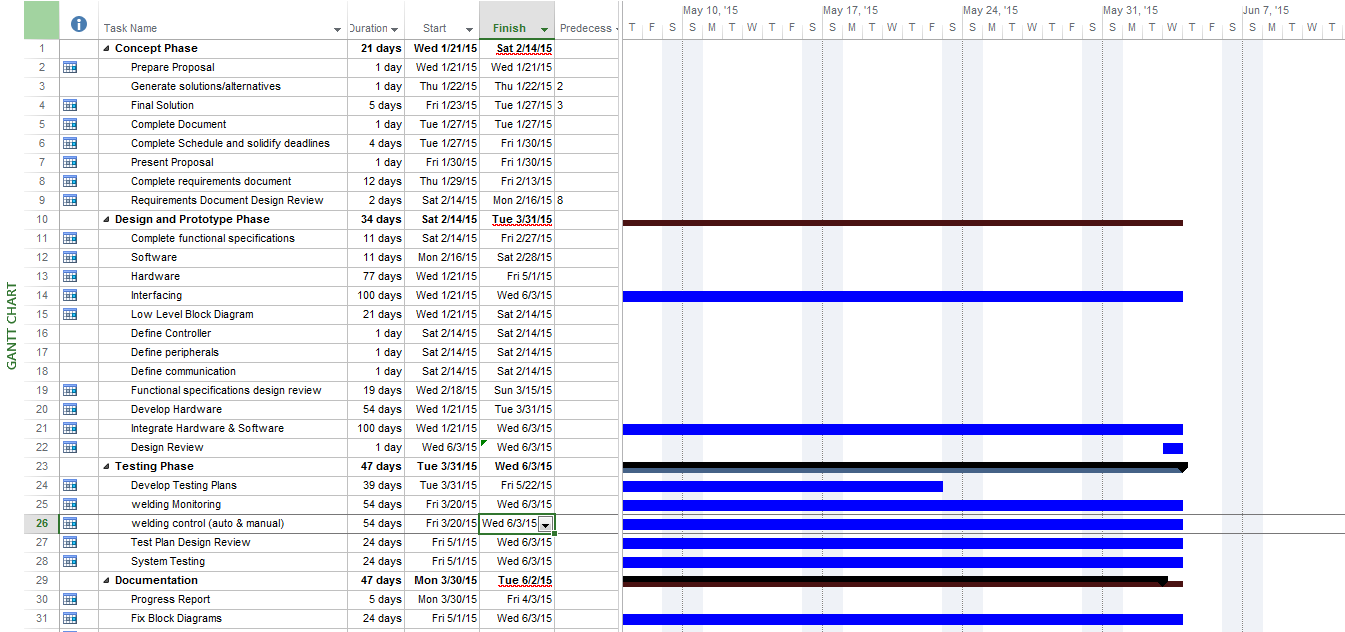 May 10, '15 May 17, '15 May 24, '15 May 31, '15 Jun 7, '15
Task Name Duration Start Finish Predecess T F S S M T W T F S S M T W T F S S M T W T F S S M T W T F S S M T W T
1 Concept Phase 21 days Wed 1/21/15 Sat 2/14/15
2 Prepare Proposal 1 day Wed 1/21/15 Wed 1/21/15
3 Generate solutions/alternatives 1 day Thu 1/22/15 Thu 1/22/15 2
4 Final Solution 5 days Fri 1/23/15 Tue 1/27/15 3
5 Complete Document 1 day Tue 1/27/15 Tue 1/27/15
6 Complete Schedule and solidify deadlines 4 days Tue 1/27/15 Fri 1/30/15
7 Present Proposal 1 day Fri 1/30/15 Fri 1/30/15
8 Complete requirements document 12 days Thu 1/29/15 Fri 2/13/15
9 Requirements Document Design Review 2 days Sat 2/14/15 Mon 2/16/15 8
10 Design and Prototype Phase 34 days Sat 2/14/15 Tue 3/31/15
11 Complete functional specifications 11 days Sat 2/14/15 Fri 2/27/15
12 Software 11 days Mon 2/16/15 Sat 2/28/15
13 Hardware 77 days Wed 1/21/15 Fri 5/1/15
14 Interfacing 100 days Wed 1/21/15 Wed 6/3/15
15 Low Level Block Diagram 21 days Wed 1/21/15 Sat 2/14/15
16 Define Controller 1 day Sat 2/14/15 Sat 2/14/15
17 Define peripherals 1 day Sat 2/14/15 Sat 2/14/15
18 Define communication 1 day Sat 2/14/15 Sat 2/14/15
19 Functional specifications design review 19 days Wed 2/18/15 Sun 3/15/15
20 Develop Hardware 54 days Wed 1/21/15 Tue 3/31/15
21 Integrate Hardware & Software 100 days Wed 1/21/15 Wed 6/3/15
22 Design Review 1 day Wed 6/3/15 Wed 6/3/15
23 Testing Phase 47 days Tue 3/31/15 Wed 6/3/15
24 Develop Testing Plans 39 days Tue 3/31/15 Fri 5/22/15
25 welding Monitoring 54 days Fri 3/20/15 Wed 6/3/15
26 welding control (auto & manual) 54 days Fri 3/20/15 Wed 6/3/15
27 Test Plan Design Review 24 days Fri 5/1/15 Wed 6/3/15
28 System Testing 24 days Fri 5/1/15 Wed 6/3/15
29 Documentation 47 days Mon 3/30/15 Tue 6/2/15
30 Progress Report 5 days Mon 3/30/15 Fri 4/3/15
31 Fix Block Diagrams 24 days Fri 5/1/15 Wed 6/3/15
GANTT CHART